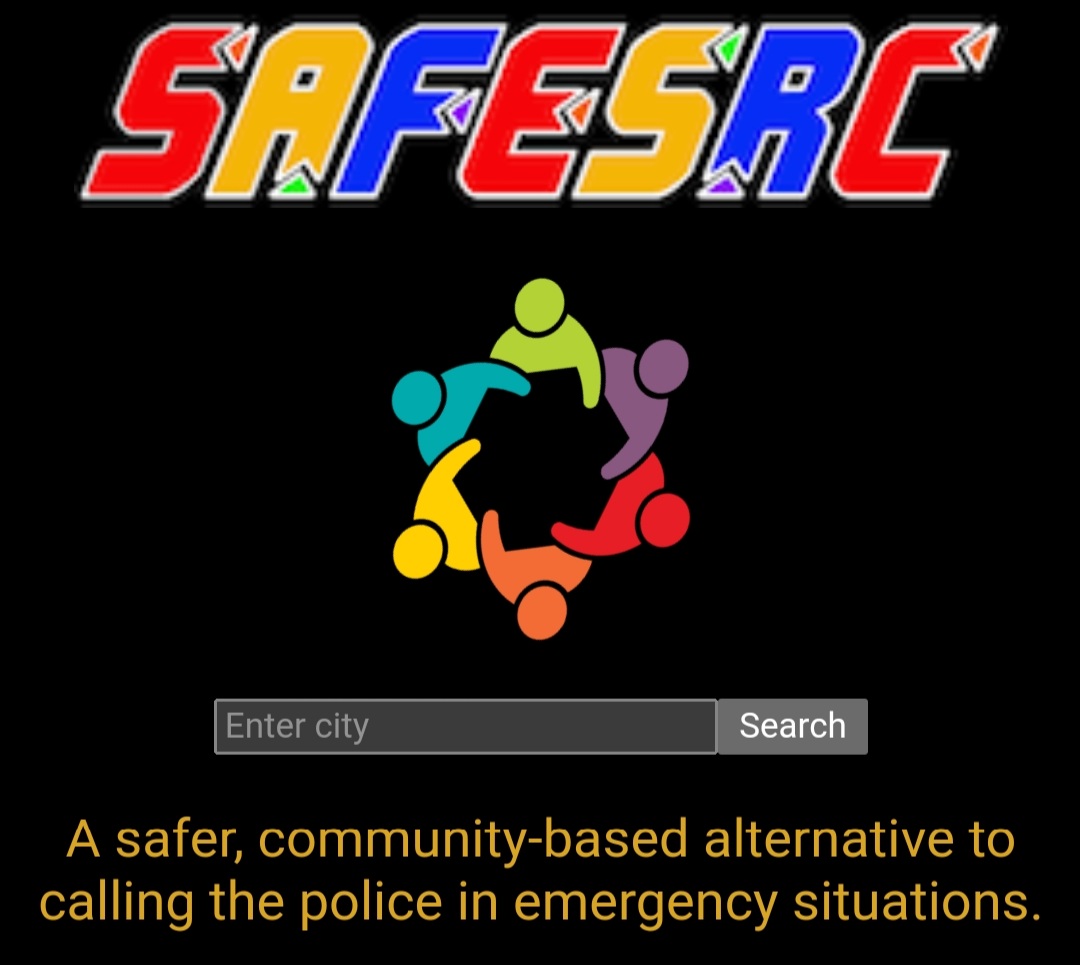 SAFESRC
Enter city
Search
A safer, community-based alternative to
calling the police in emergency situations.